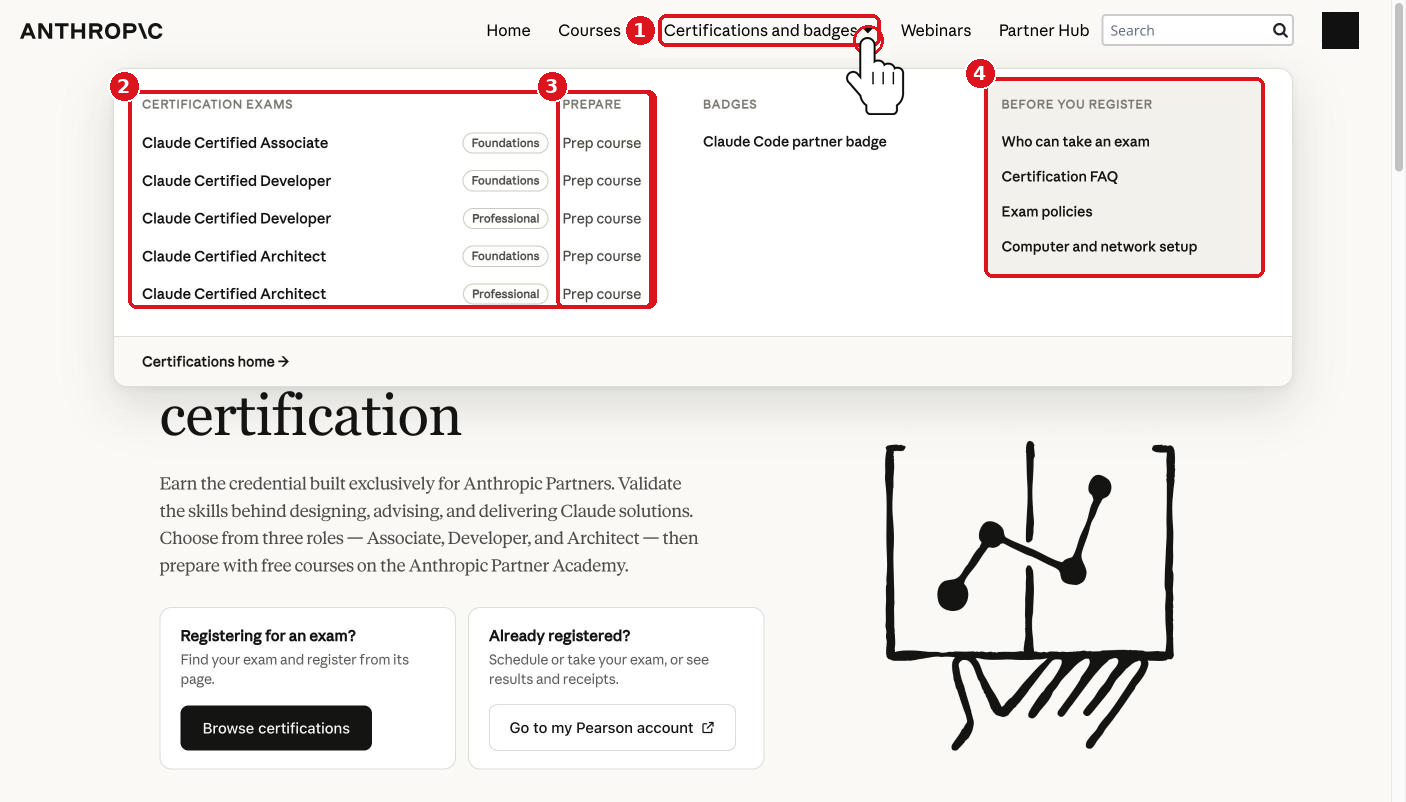 ANTHROP\C
Home
Courses
1
Certifications and badges
Webinars
Partner Hub
Search
2
3
4
CERTIFICATION EXAMS
PREPARE
BADGES
BEFORE YOU REGISTER
Claude Certified Associate
Foundations
Prep course
Claude Certified Developer
Foundations
Prep course
Claude Certified Developer
Professional
Prep course
Claude Certified Architect
Foundations
Prep course
Claude Certified Architect
Professional
Prep course
Claude Code partner badge
Who can take an exam
Certification FAQ
Exam policies
Computer and network setup
Certifications home →
certification
Earn the credential built exclusively for Anthropic Partners. Validate
the skills behind designing, advising, and delivering Claude solutions.
Choose from three roles — Associate, Developer, and Architect — then
prepare with free courses on the Anthropic Partner Academy.
Registering for an exam?
Find your exam and register from its
page.
Browse certifications
Already registered?
Schedule or take your exam, or see
results and receipts.
Go to my Pearson account